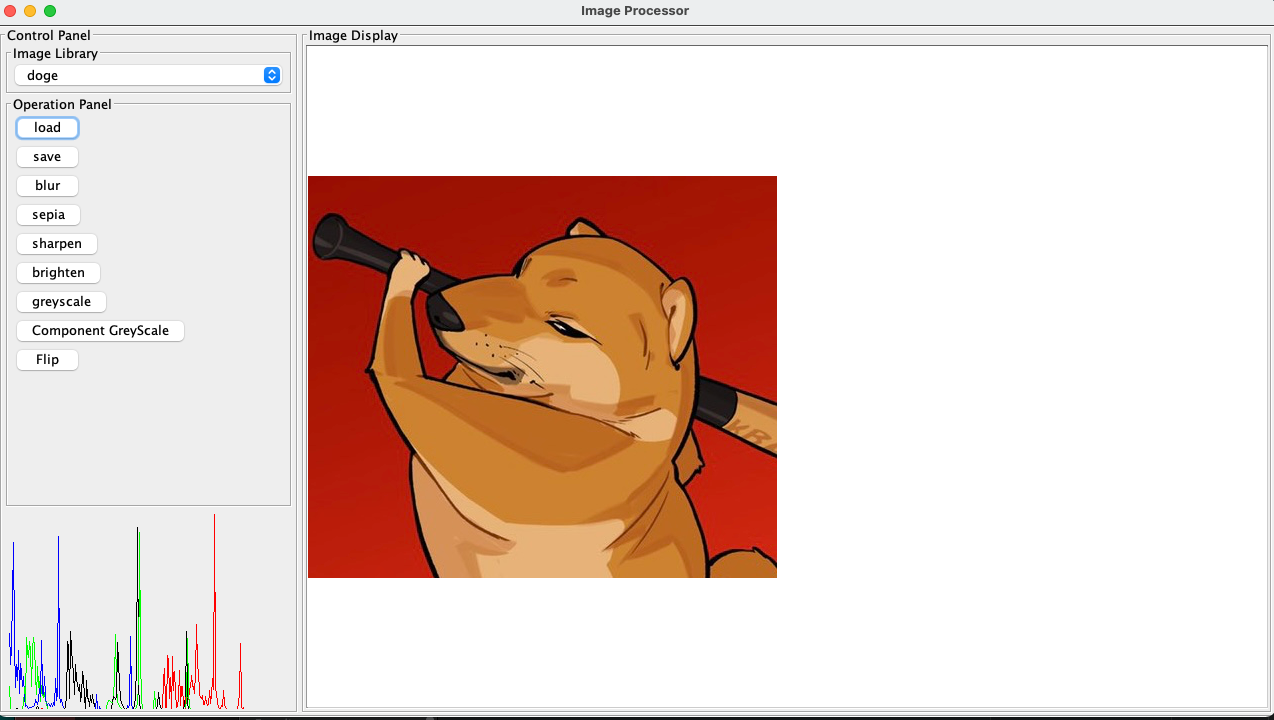 Image Processor
Control Panel
Image Library
doge
Operation Panel
load
save
blur
sepia
sharpen
brighten
greyscale
Component GreyScale
Flip
Image Display